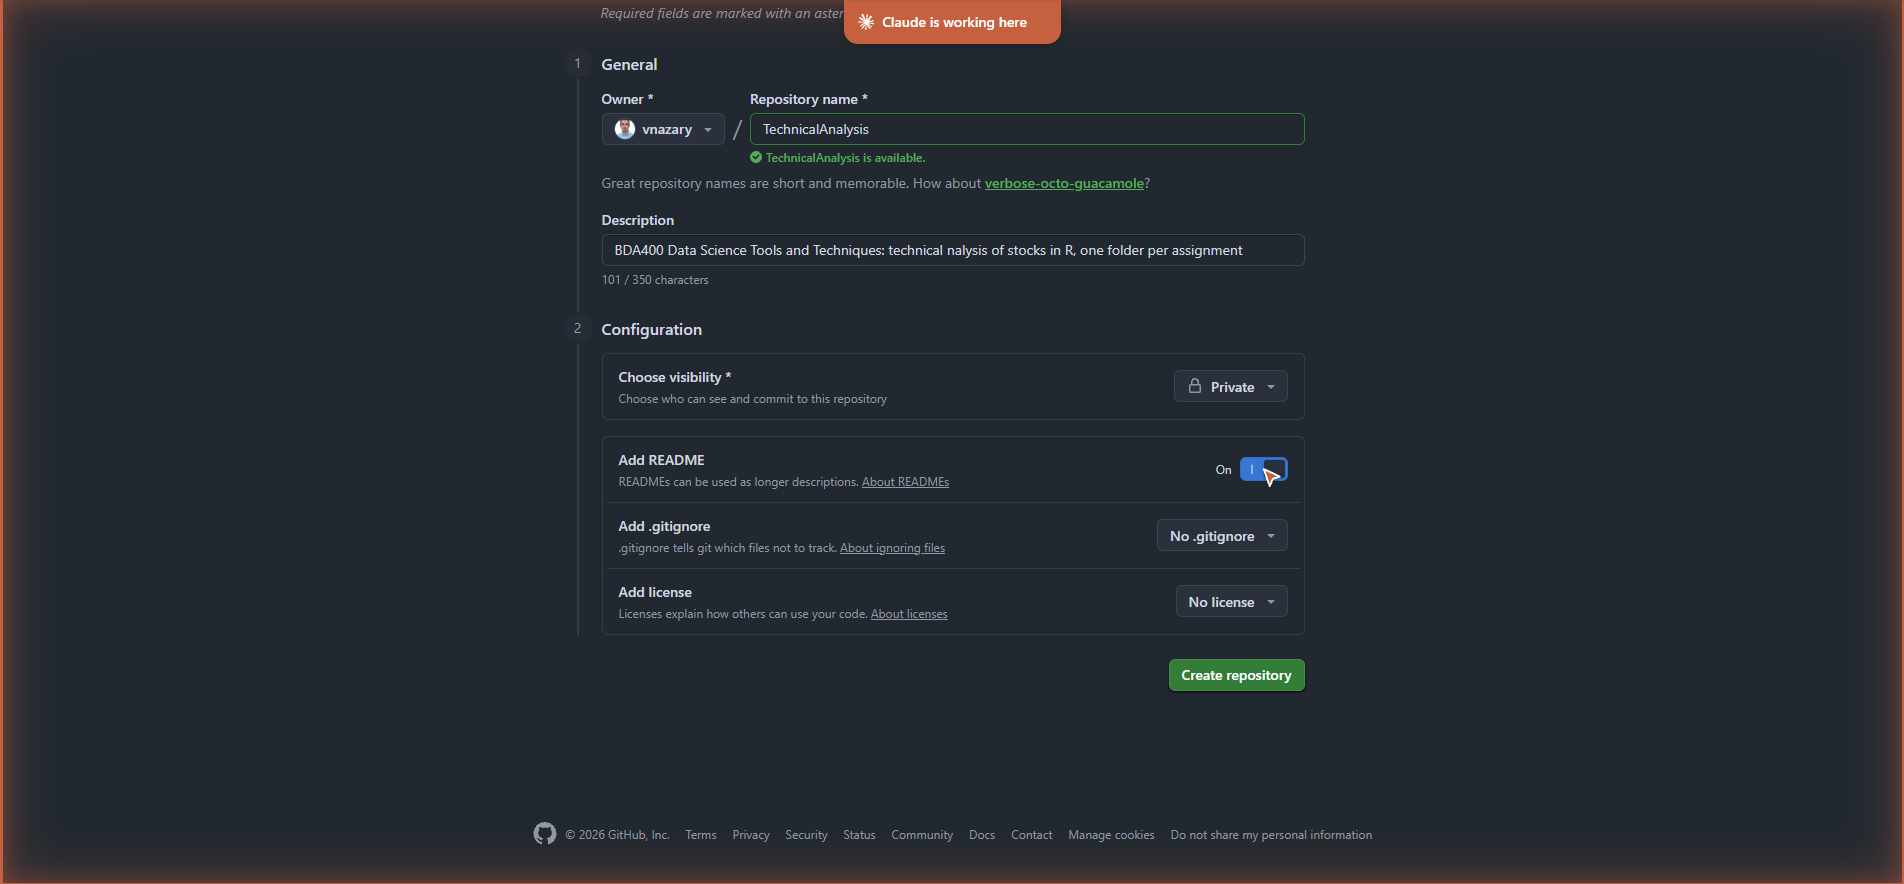 Required fields are marked with an aster
Claude is working here
1
General
Owner *
Repository name *
vnazary
/
TechnicalAnalysis
TechnicalAnalysis is available.
Great repository names are short and memorable. How about verbose-octo-guacamole?
Description
BDA400 Data Science Tools and Techniques: technical nalysis of stocks in R, one folder per assignment
101 / 350 characters
2
Configuration
Choose visibility *
Private
Choose who can see and commit to this repository
Add README
On
READMEs can be used as longer descriptions. About READMEs
Add .gitignore
No .gitignore
.gitignore tells git which files not to track. About ignoring files
Add license
No license
Licenses explain how others can use your code. About licenses
Create repository
© 2026 GitHub, Inc. Terms Privacy Security Status Community Docs Contact Manage cookies Do not share my personal information